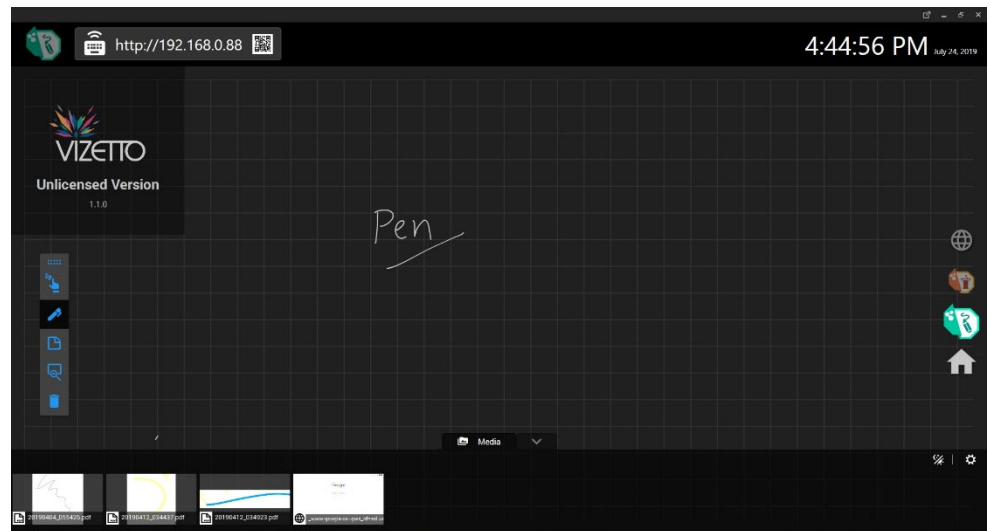 http://192.168.0.88
4:44:56 PM July 24, 2019
VIZETTO
Unlicensed Version
1.1.0
Pen
Media
20190404_055425.pdf
20190412_034437.pdf
20190412_034923.pdf